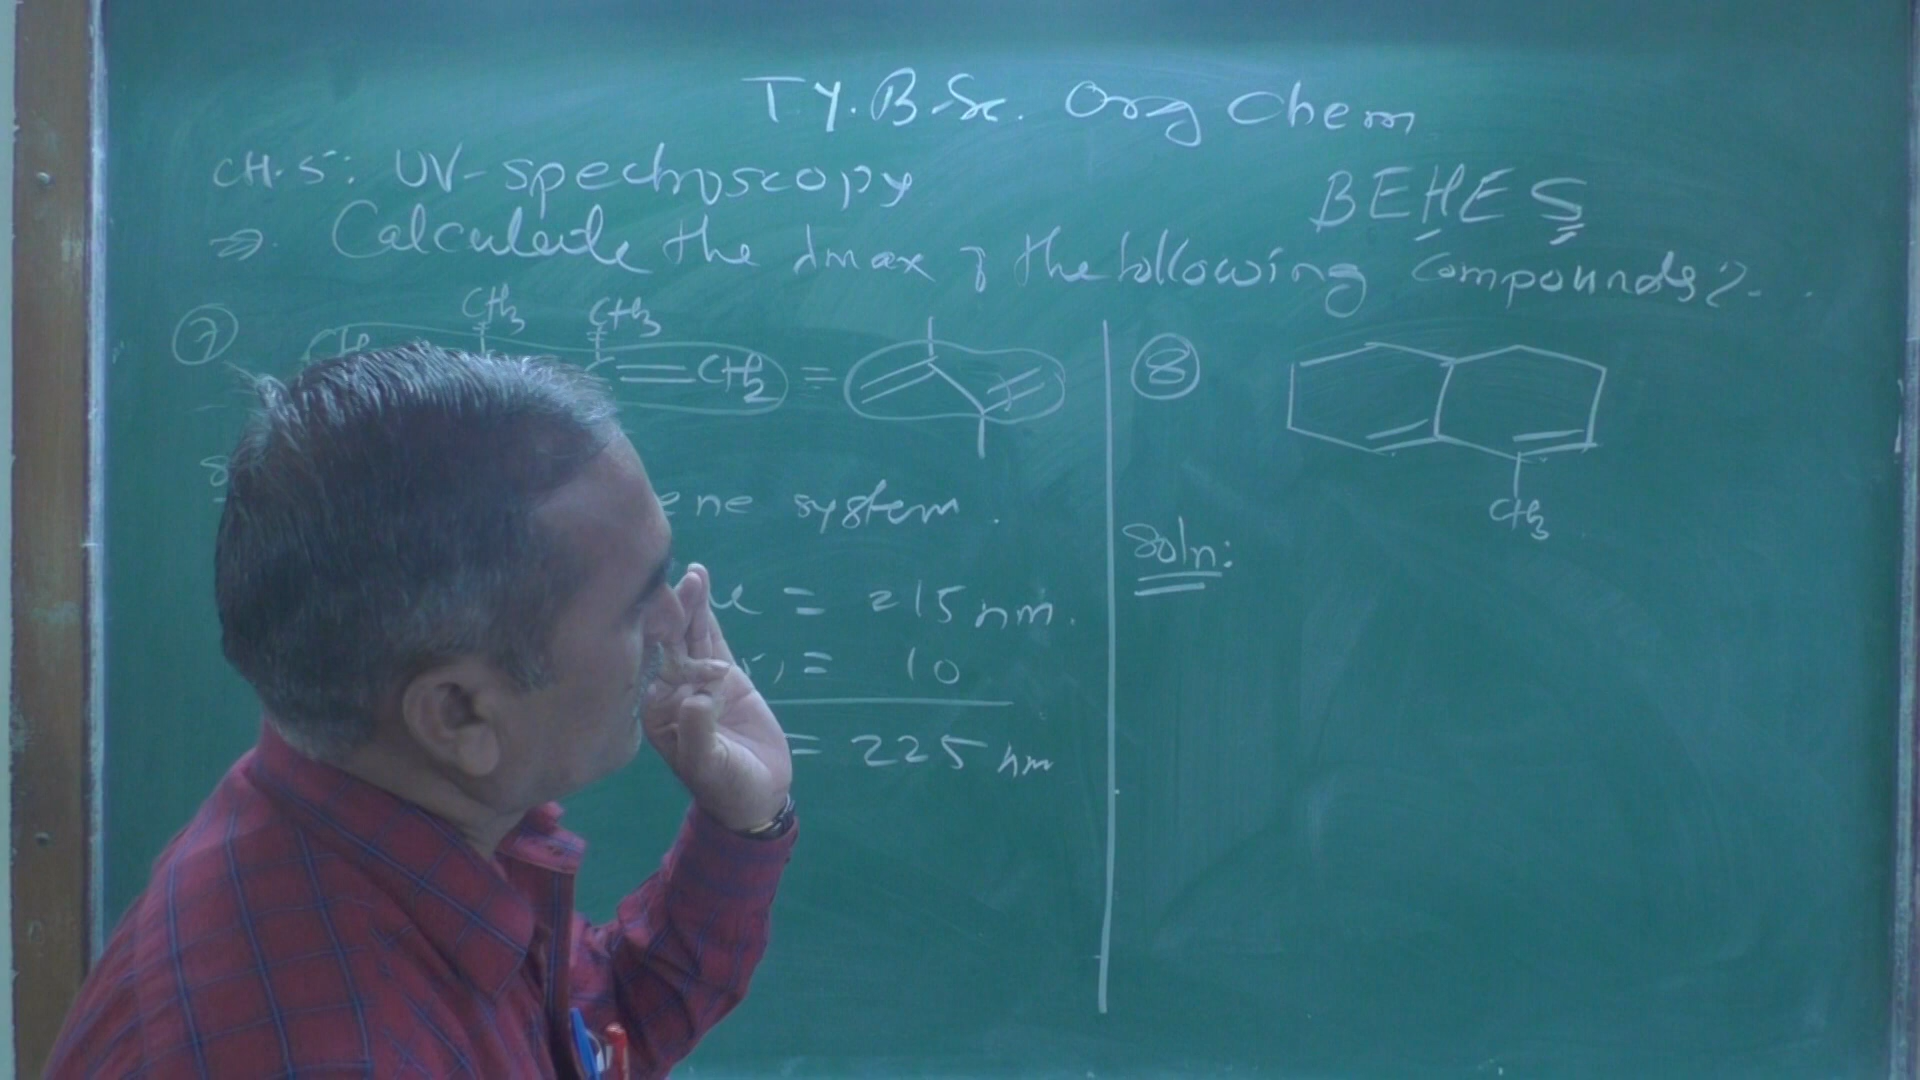 T.Y.B.Sc. Org Chem
CH.5: UV-spectroscopy
BEHES
⇒. Calculate the λmax of the following compounds?
7
CH3 CH3
CH
C=CH2 ≡
ene system.
= 215 nm.
= 10
= 225 nm
8
CH3
Soln: